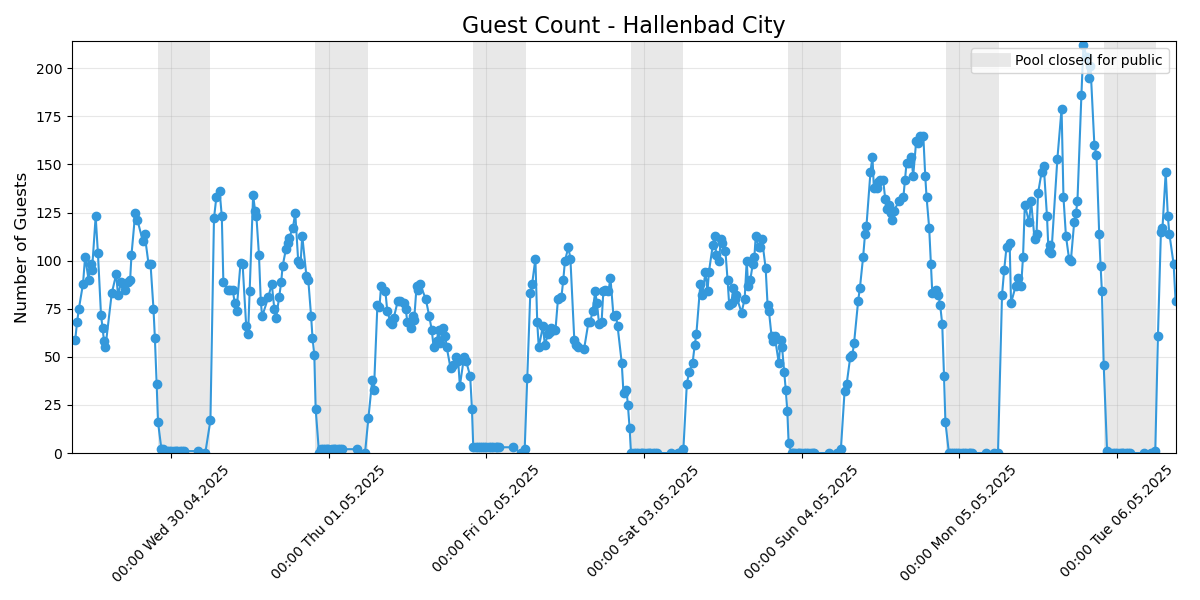 Guest Count - Hallenbad City
Pool closed for public
Number of Guests
200
175
150
125
100
75
50
25
0
00:00 Wed 30.04.2025
00:00 Thu 01.05.2025
00:00 Fri 02.05.2025
00:00 Sat 03.05.2025
00:00 Sun 04.05.2025
00:00 Mon 05.05.2025
00:00 Tue 06.05.2025